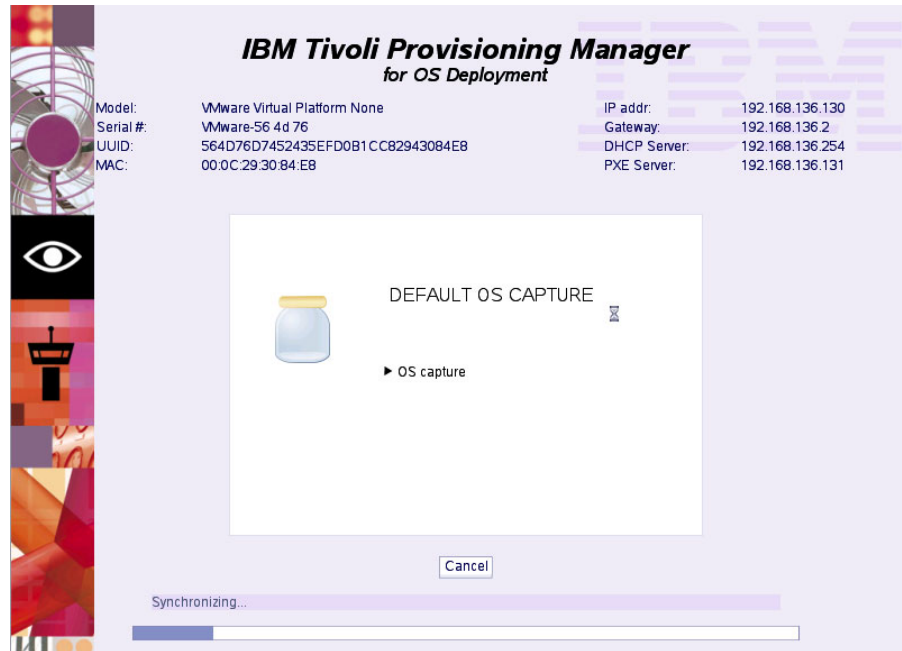 IBM Tivoli Provisioning Manager
for OS Deployment
Model: VMware Virtual Platform None IP addr: 192.168.136.130
Serial #: VMware-56 4d 76 Gateway: 192.168.136.2
UUID: 564D76D7452435EFD0B1CC82943084E8 DHCP Server: 192.168.136.254
MAC: 00:0C:29:30:84:E8 PXE Server: 192.168.136.131
DEFAULT OS CAPTURE
OS capture
Cancel
Synchronizing...